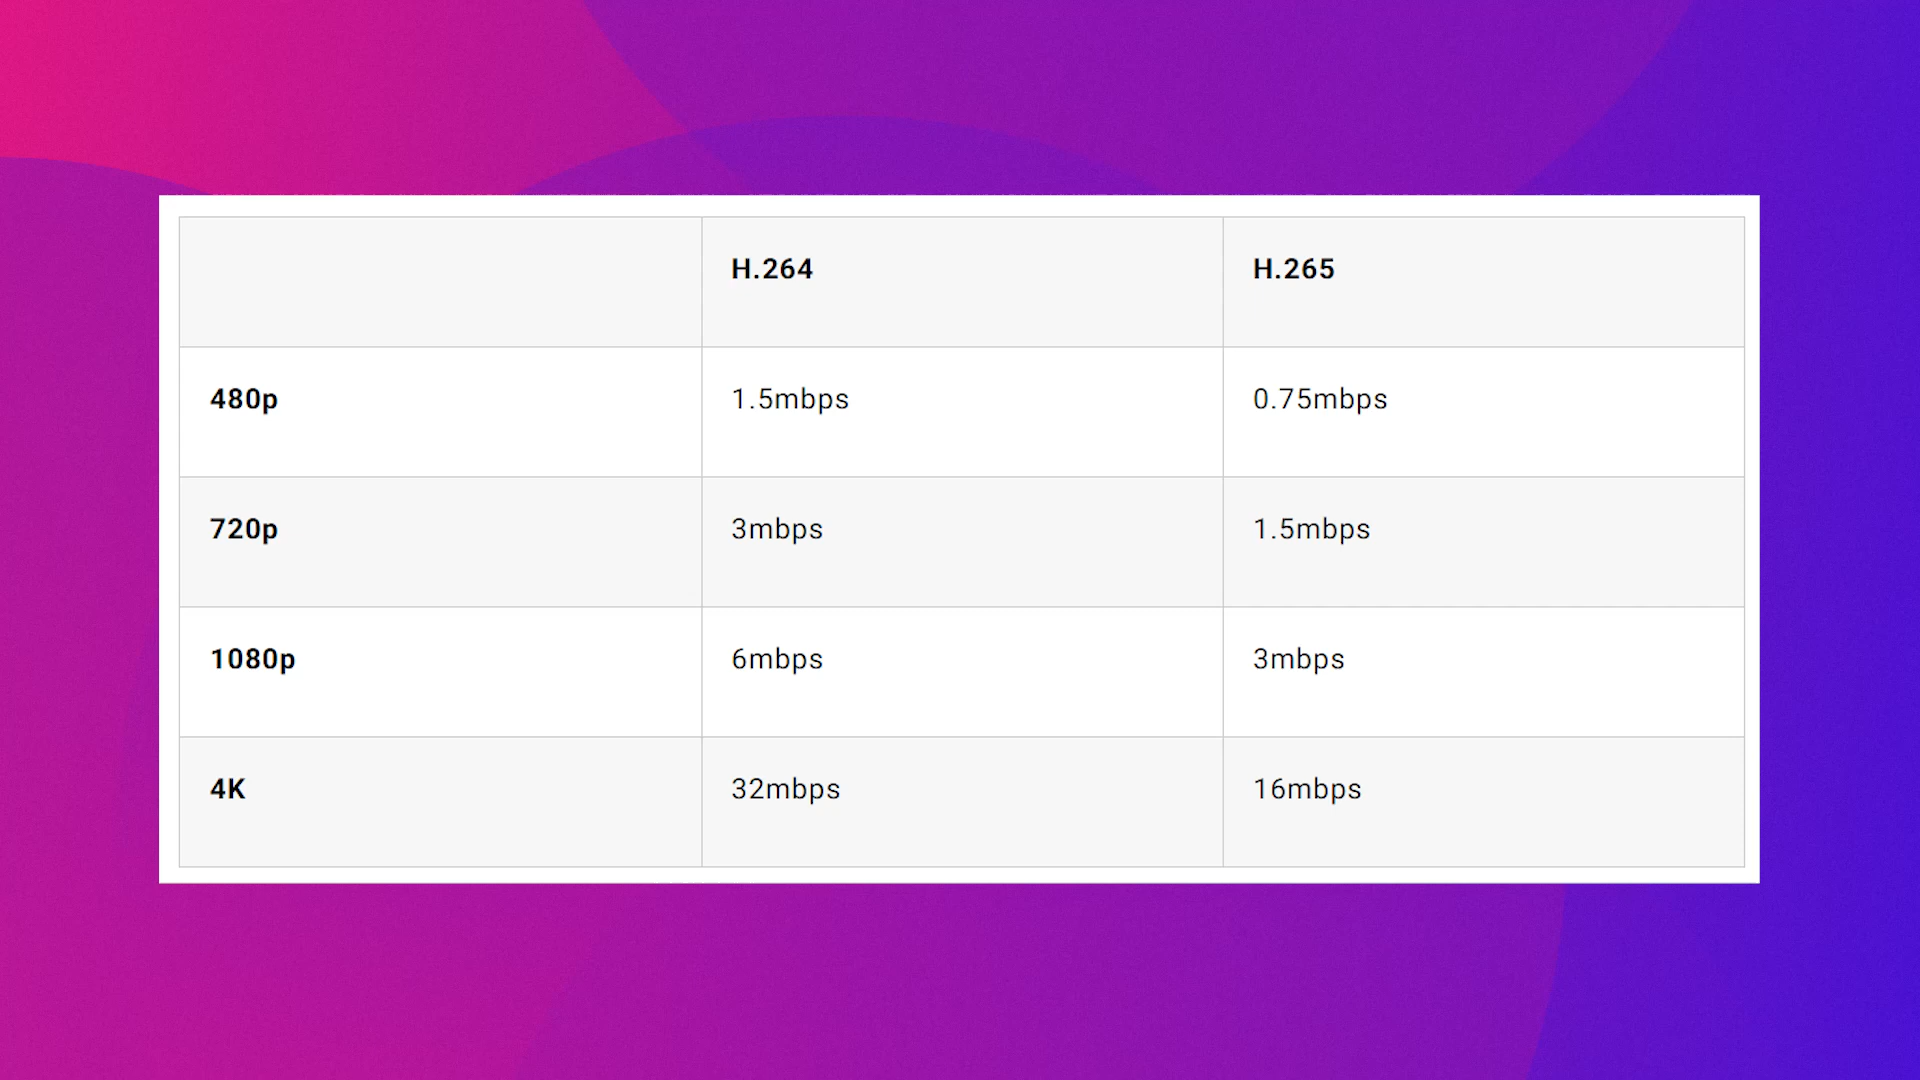 H.264 H.265
480p 1.5mbps 0.75mbps
720p 3mbps 1.5mbps
1080p 6mbps 3mbps
4K 32mbps 16mbps